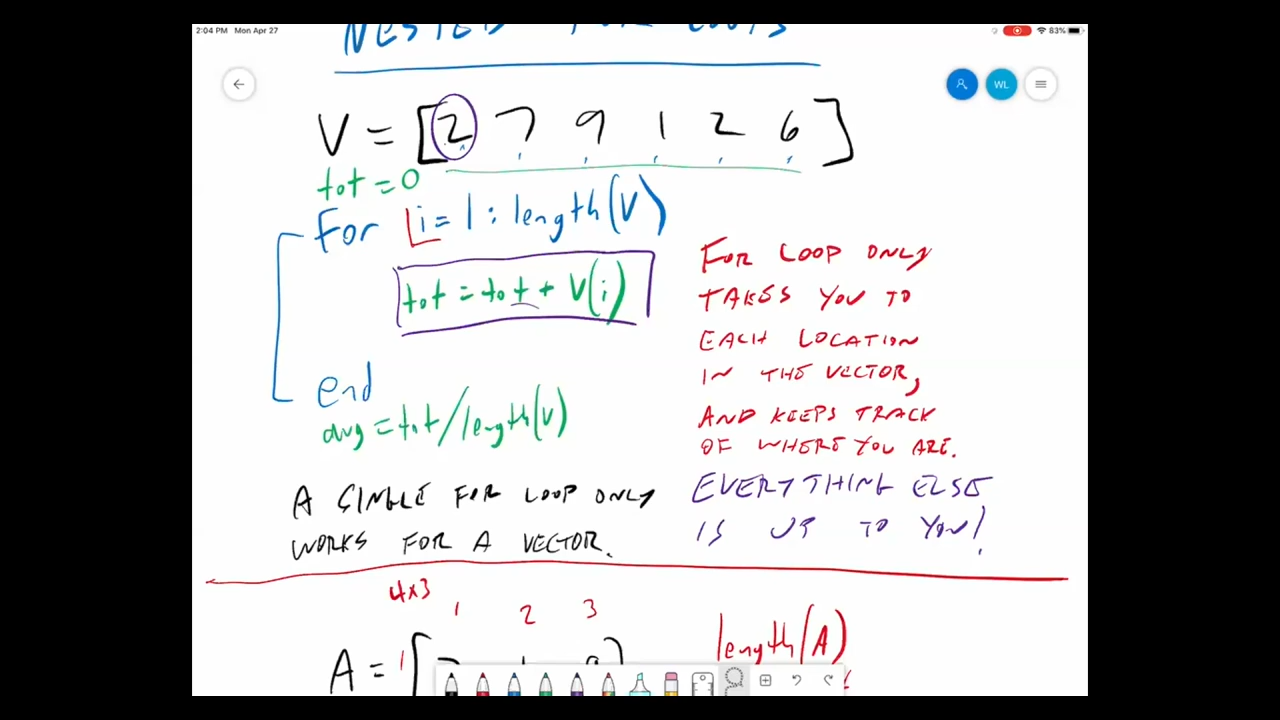 2:04 PM Mon Apr 27
83%
NESTED FOR LOOPS
WL
V = [2 7 9 1 2 6]
tot = 0
For i = 1 : length(V)
tot = tot + V(i)
end
avg = tot/length(V)
FOR LOOP ONLY
TAKES YOU TO
EACH LOCATION
IN THE VECTOR,
AND KEEPS TRACK
OF WHERE YOU ARE.
EVERYTHING ELSE
IS UP TO YOU!
A SINGLE FOR LOOP ONLY
WORKS FOR A VECTOR.
4x3
1 2 3
A = 1 [
length(A)